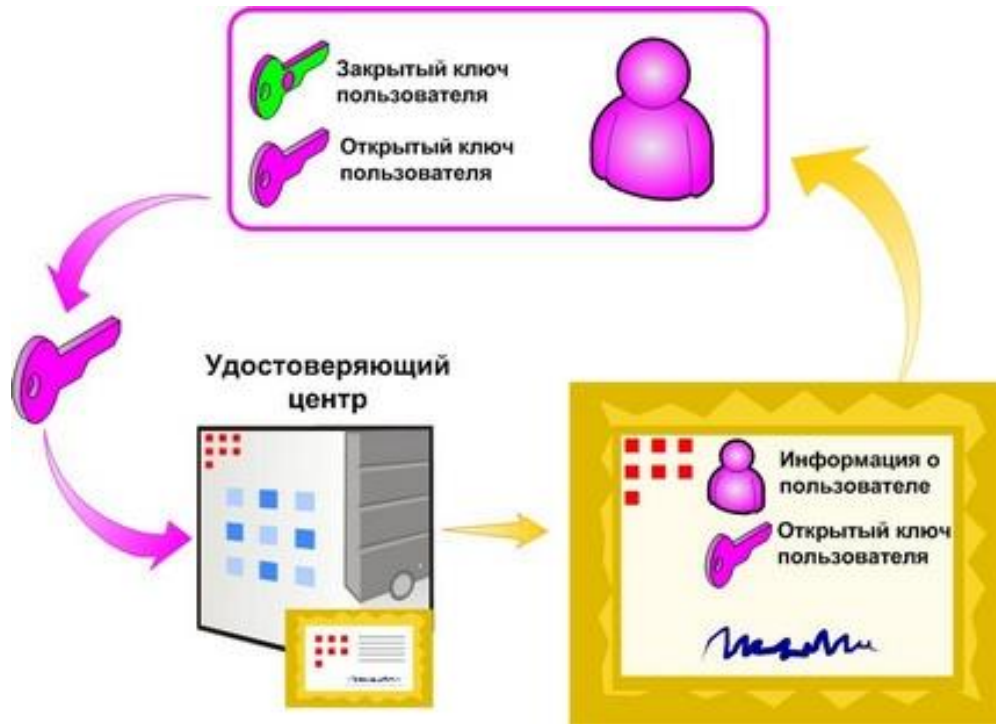 Закрытый ключ
пользователя
Открытый ключ
пользователя
Удостоверяющий
центр
Информация о
пользователе
Открытый ключ
пользователя